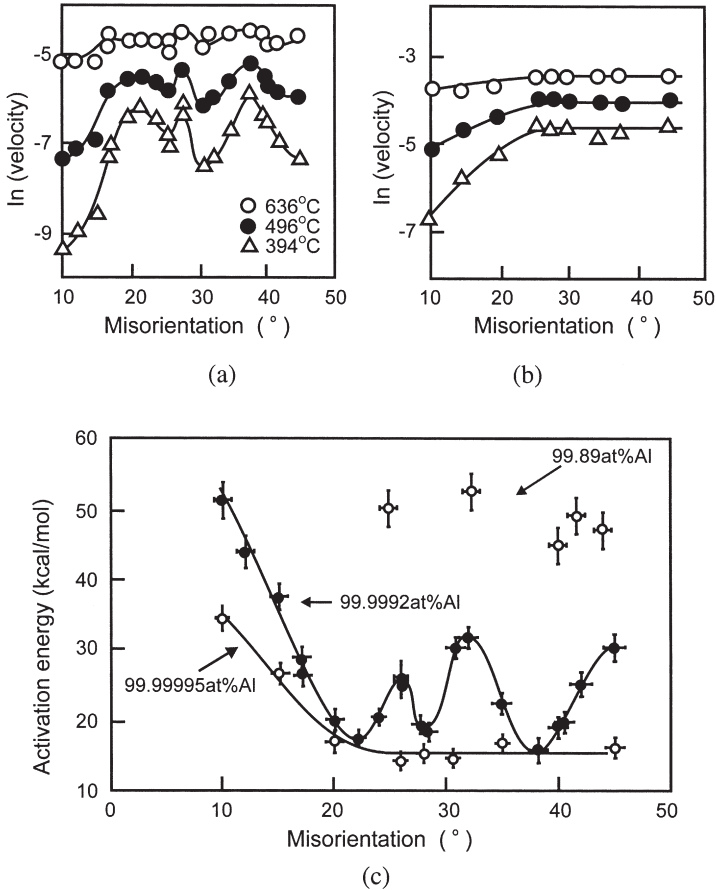 -5
-7
-9
ln (velocity)
636°C
496°C
394°C
10 20 30 40 50
Misorientation ( ° )
(a)
-3
-5
-7
ln (velocity)
10 20 30 40 50
Misorientation ( ° )
(b)
60
50
40
30
20
10
Activation energy (kcal/mol)
99.89at%Al
99.9992at%Al
99.99995at%Al
0 10 20 30 40 50
Misorientation ( ° )
(c)